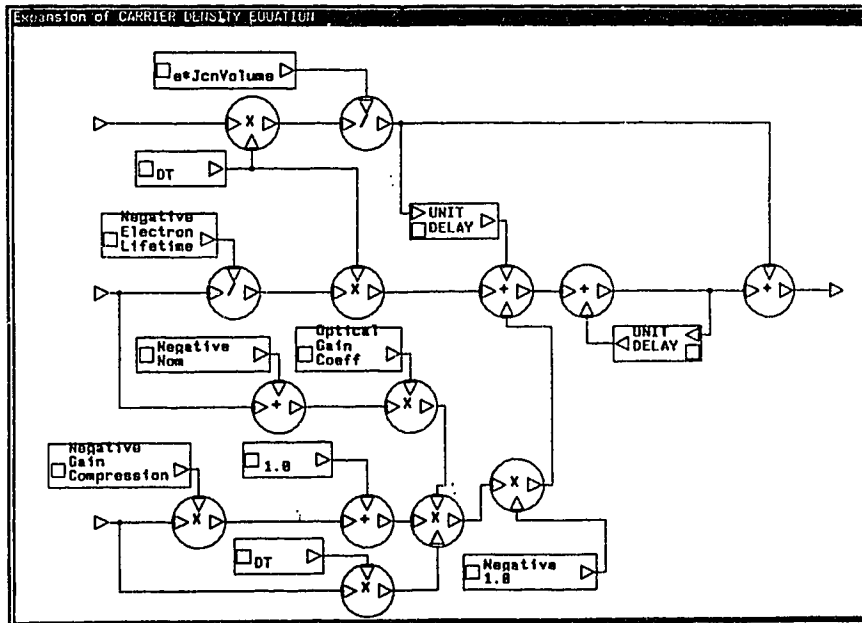 Expansion of CARRIER DENSITY EQUATION
e*JcnVolume
X
/
DT
UNIT
DELAY
Negative
Electron
Lifetime
/
X
+
+
+
Negative
Nom
Optical
Gain
Coeff
UNIT
DELAY
+
X
Negative
Gain
Compression
1.0
X
X
+
X
DT
X
Negative
1.0